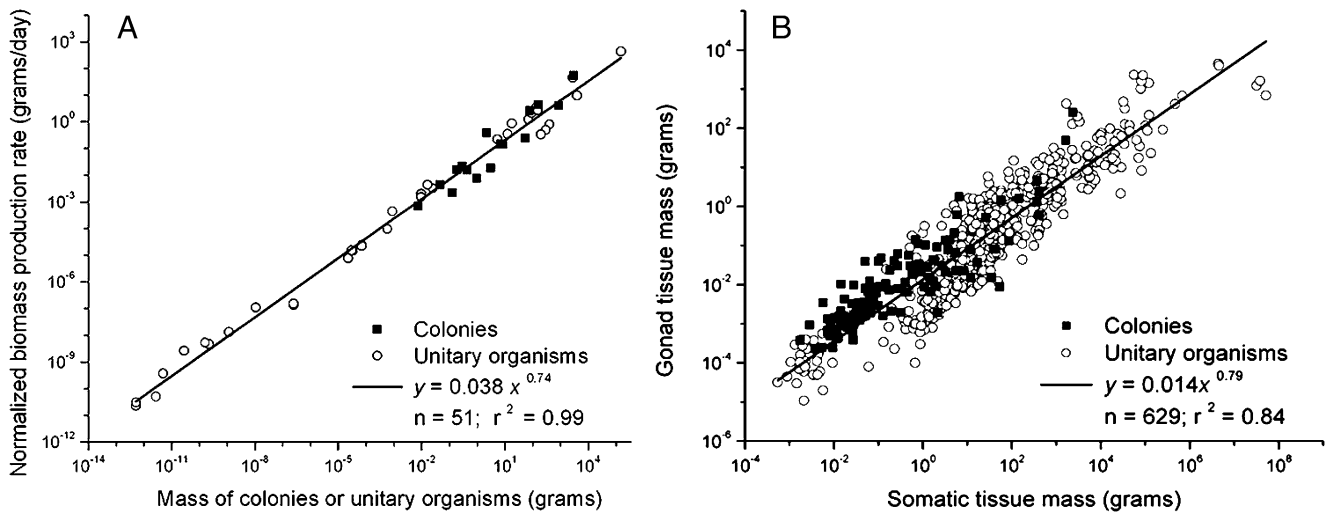 A
Normalized biomass production rate (grams/day)
10^3
10^0
10^-3
10^-6
10^-9
10^-12
10^-14
10^-11
10^-8
10^-5
10^-2
10^1
10^4
Mass of colonies or unitary organisms (grams)
Colonies
Unitary organisms
y = 0.038 x^0.74
n = 51; r^2 = 0.99
B
Gonad tissue mass (grams)
10^4
10^2
10^0
10^-2
10^-4
10^-6
10^-4
10^-2
10^0
10^2
10^4
10^6
10^8
Somatic tissue mass (grams)
Colonies
Unitary organisms
y = 0.014x^0.79
n = 629; r^2 = 0.84